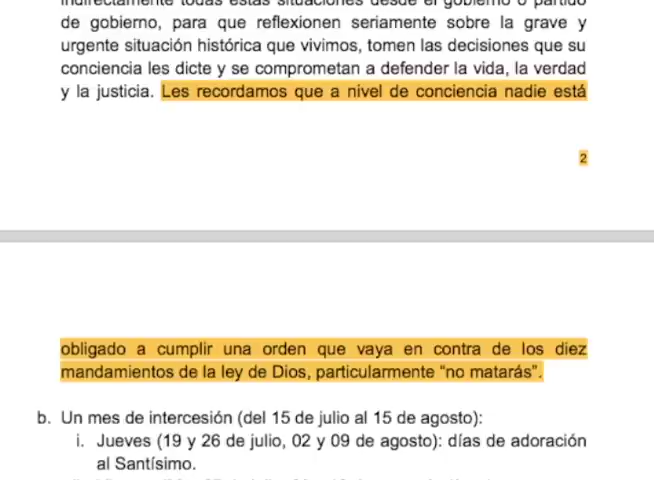 indirectamente todas estas situaciones desde el gobierno o partido
de gobierno, para que reflexionen seriamente sobre la grave y
urgente situación histórica que vivimos, tomen las decisiones que su
conciencia les dicte y se comprometan a defender la vida, la verdad
y la justicia. Les recordamos que a nivel de conciencia nadie está
2
obligado a cumplir una orden que vaya en contra de los diez
mandamientos de la ley de Dios, particularmente "no matarás".
b. Un mes de intercesión (del 15 de julio al 15 de agosto):
i. Jueves (19 y 26 de julio, 02 y 09 de agosto): días de adoración
al Santísimo.